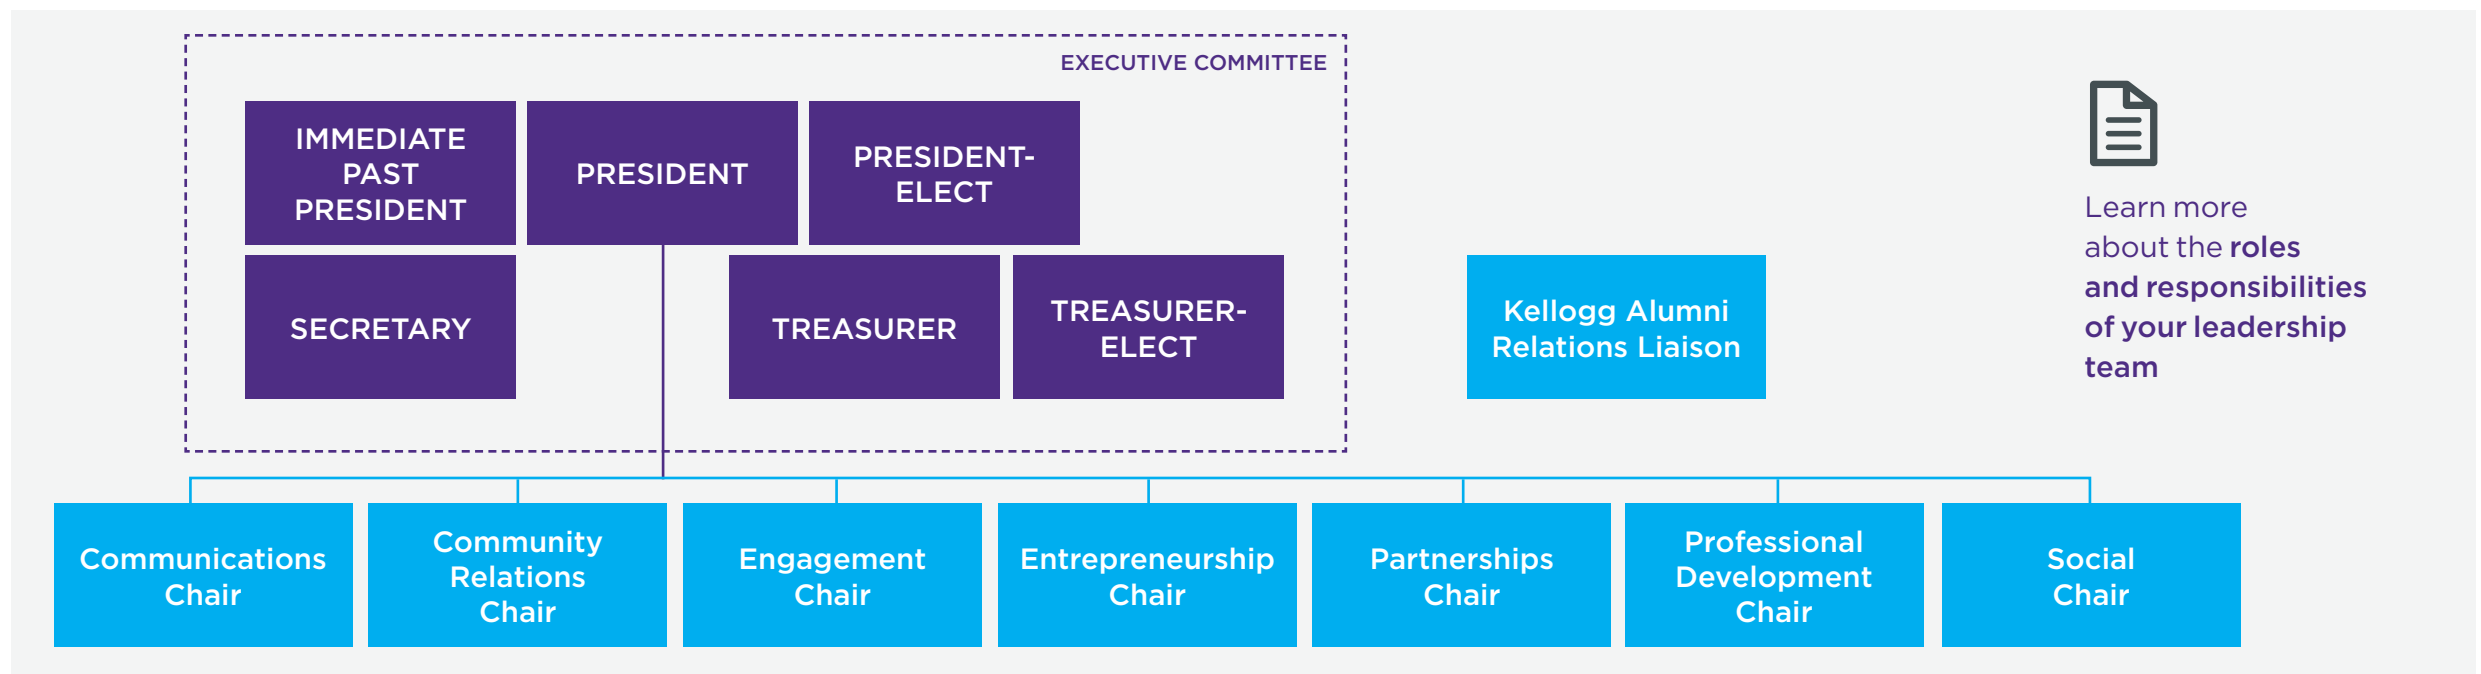 EXECUTIVE COMMITTEE
IMMEDIATE
PAST
PRESIDENT
PRESIDENT
PRESIDENT-
ELECT
SECRETARY
TREASURER
TREASURER-
ELECT
Kellogg Alumni
Relations Liaison
Learn more
about the roles
and responsibilities
of your leadership
team
Communications
Chair
Community
Relations
Chair
Engagement
Chair
Entrepreneurship
Chair
Partnerships
Chair
Professional
Development
Chair
Social
Chair